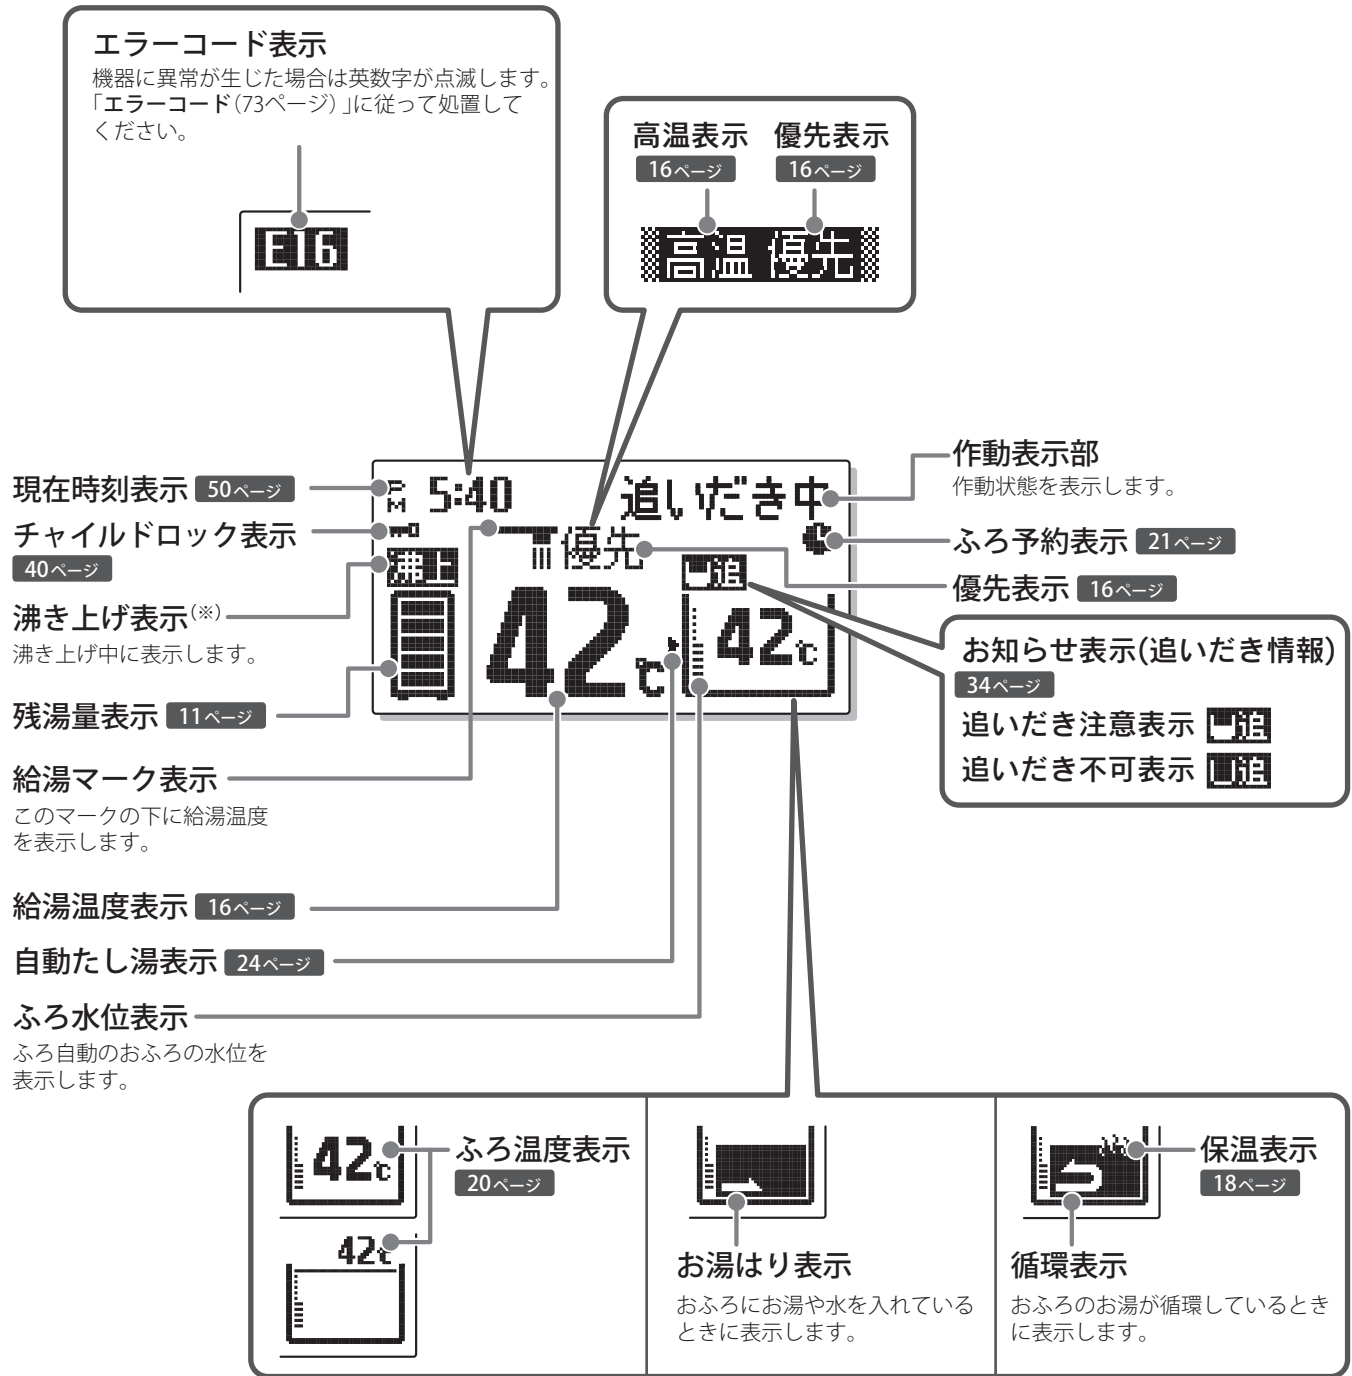 エラーコード表示
機器に異常が生じた場合は英数字が点滅します。
「エラーコード(73ページ)」に従って処置して
ください。
E16
高温表示 優先表示
16ページ 16ページ
高温 優先
現在時刻表示 50ページ
チャイルドロック表示
40ページ
沸き上げ表示(※)
沸き上げ中に表示します。
残湯量表示 11ページ
給湯マーク表示
このマークの下に給湯温度
を表示します。
給湯温度表示 16ページ
自動たし湯表示 24ページ
ふろ水位表示
ふろ自動のおふろの水位を
表示します。
PM 5:40 追いだき中
優先
沸上
追
42℃
42℃
作動表示部
作動状態を表示します。
ふろ予約表示 21ページ
優先表示 16ページ
お知らせ表示(追いだき情報)
34ページ
追いだき注意表示 追
追いだき不可表示 追
42℃
ふろ温度表示
20ページ
42℃
お湯はり表示
おふろにお湯や水を入れている
ときに表示します。
保温表示
18ページ
循環表示
おふろのお湯が循環しているとき
に表示します。